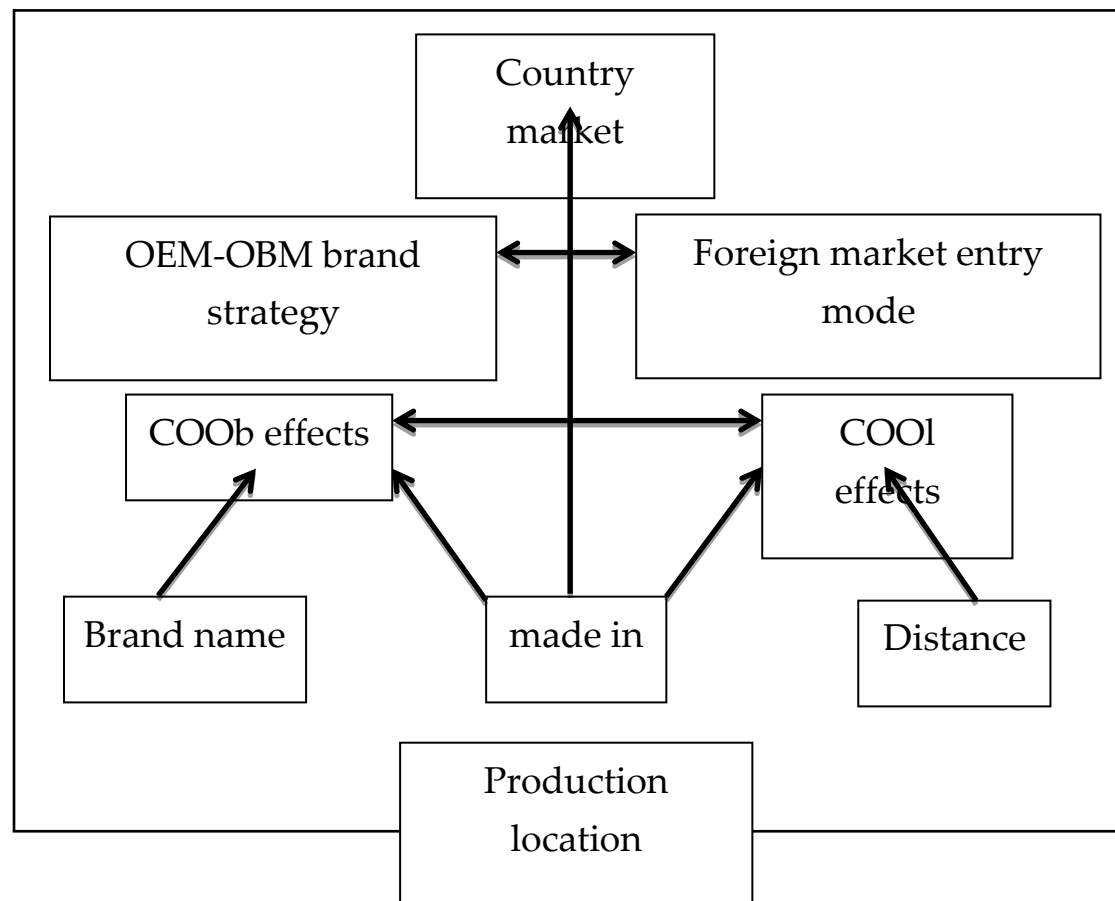 Country
market
OEM-OBM brand
strategy
Foreign market entry
mode
COOb effects
COOl
effects
Brand name
made in
Distance
Production
location